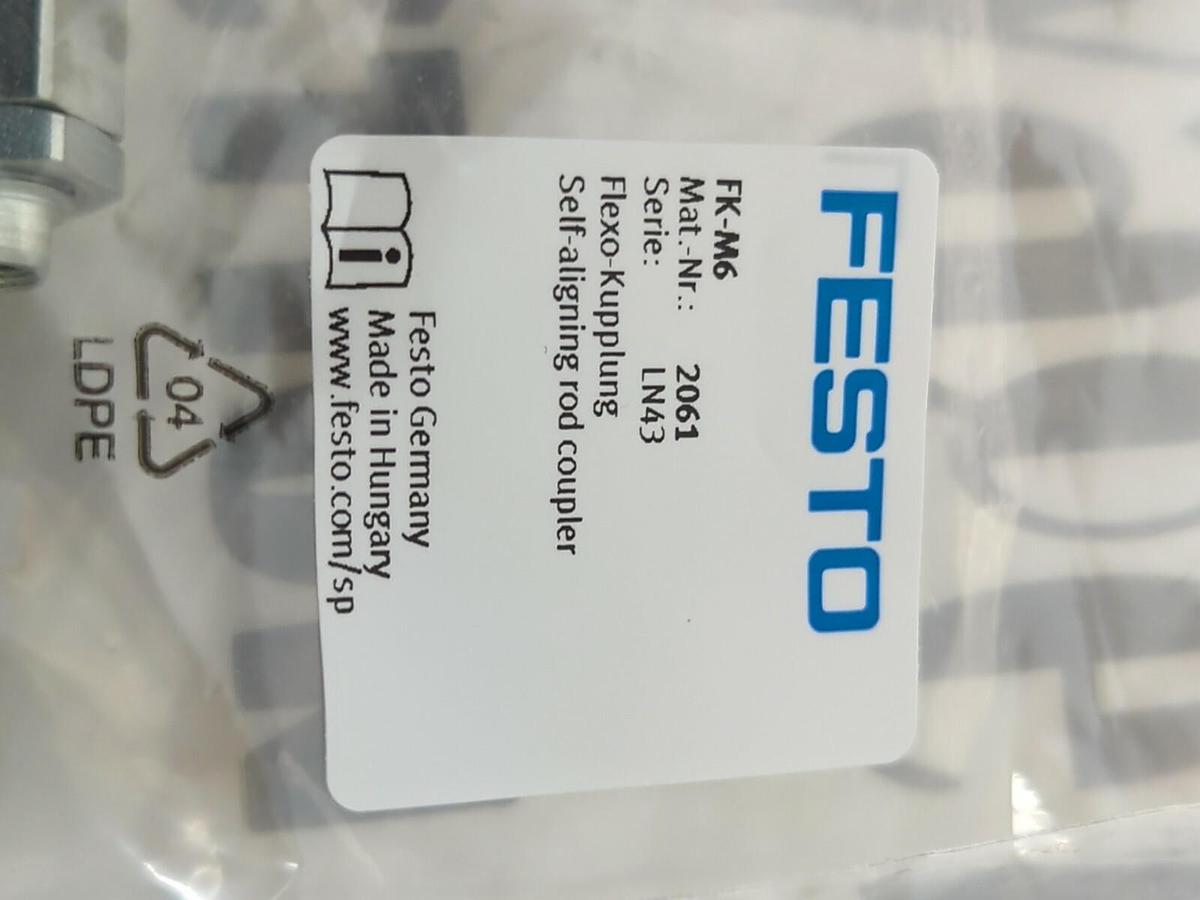 FESTO
FK-M6
Mat.-Nr.: 2061
Serie: LN43
Flexo-Kupplung
Self-aligning rod coupler
i
Festo Germany
Made in Hungary
www.festo.com/sp
04
LDPE